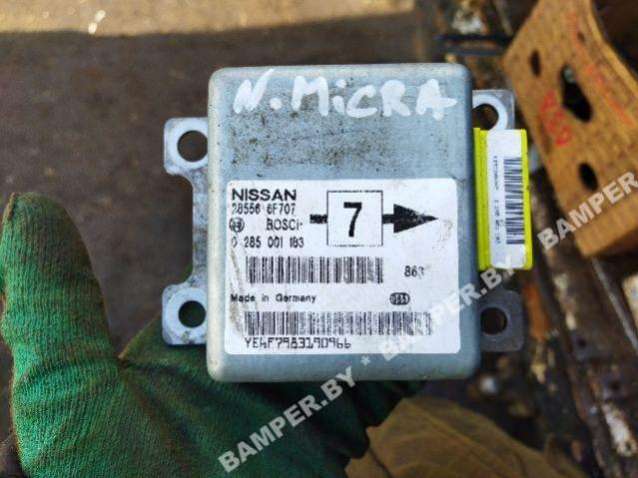 N. MiCRA
NISSAN
28556 6F707
BOSCH
0 285 001 183
7
863
Made in Germany
YE4F7983190966
BAMPER.BY * BAMPER.BY * BAMPER.BY